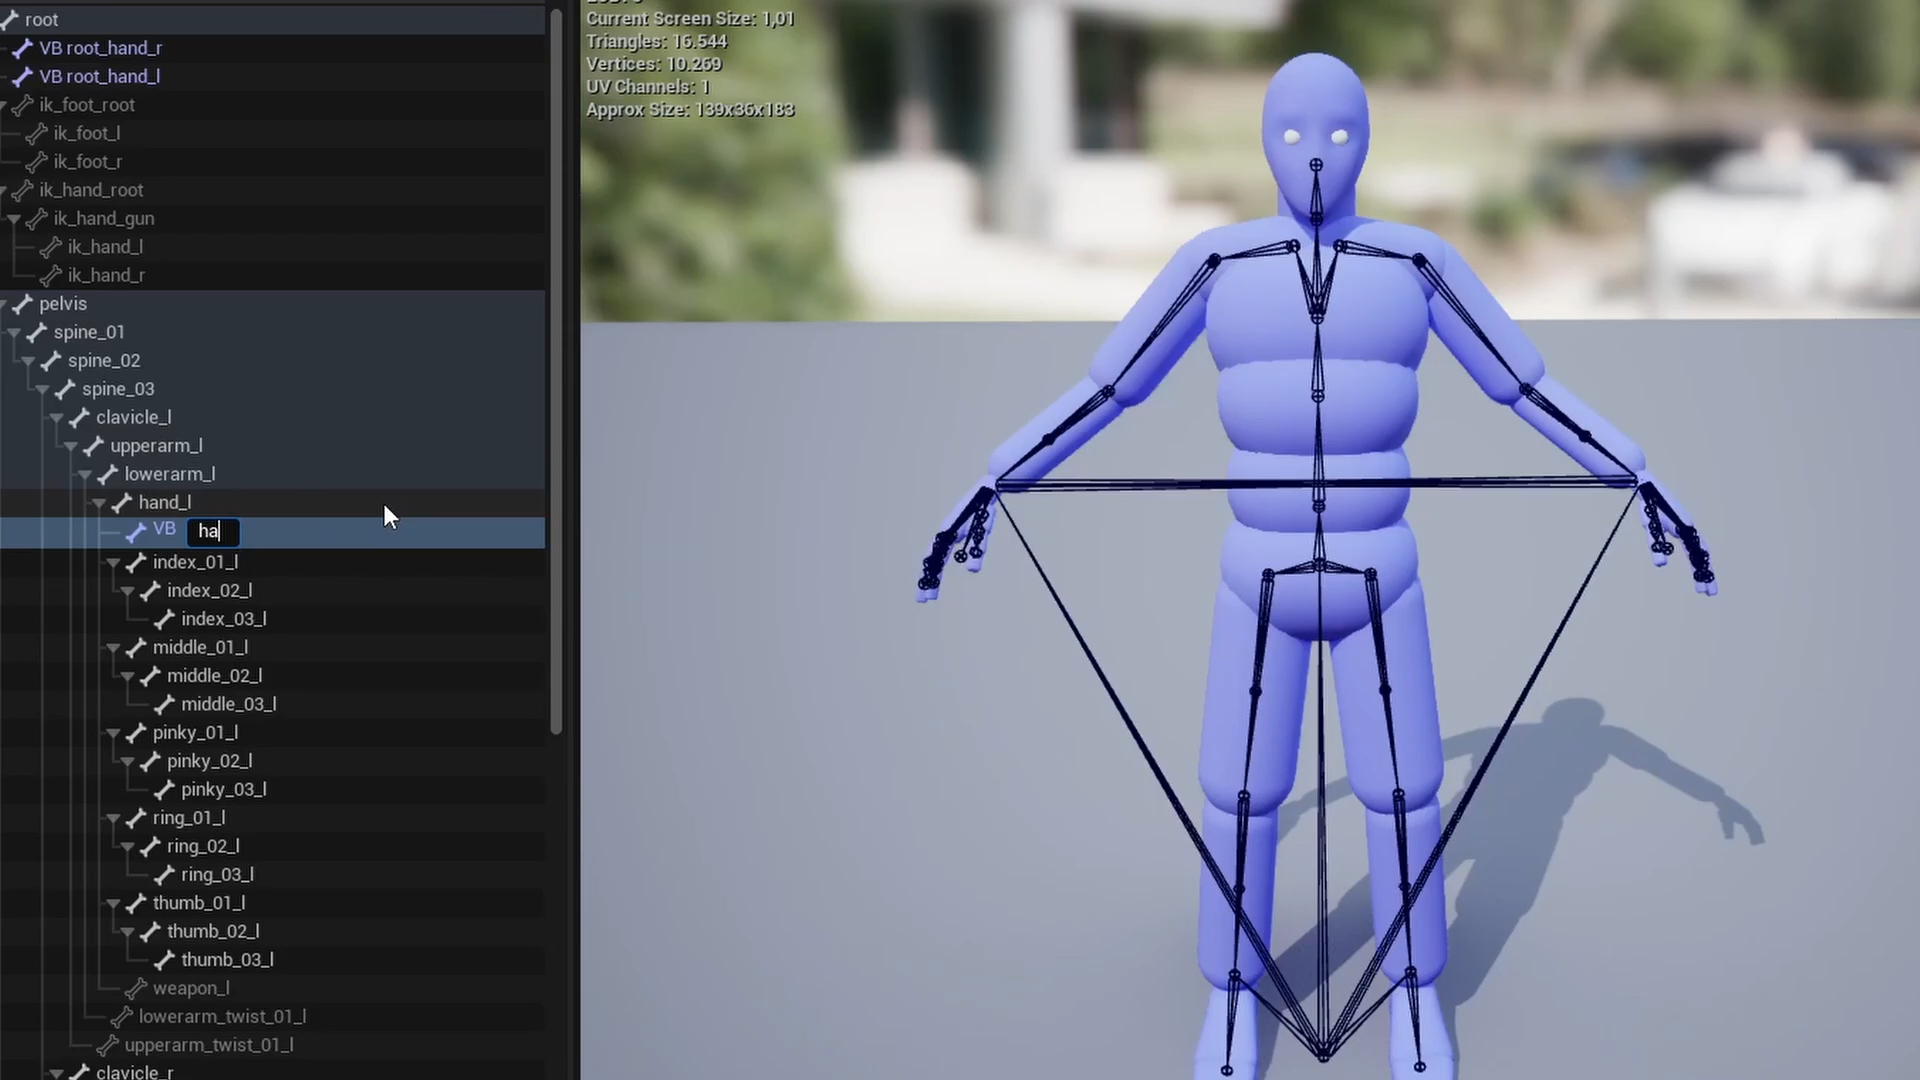 root
VB root_hand_r
VB root_hand_l
ik_foot_root
ik_foot_l
ik_foot_r
ik_hand_root
ik_hand_gun
ik_hand_l
ik_hand_r
pelvis
spine_01
spine_02
spine_03
clavicle_l
upperarm_l
lowerarm_l
hand_l
VB ha
index_01_l
index_02_l
index_03_l
middle_01_l
middle_02_l
middle_03_l
pinky_01_l
pinky_02_l
pinky_03_l
ring_01_l
ring_02_l
ring_03_l
thumb_01_l
thumb_02_l
thumb_03_l
weapon_l
lowerarm_twist_01_l
upperarm_twist_01_l
clavicle_r
Current Screen Size: 1,01
Triangles: 16.544
Vertices: 10.269
UV Channels: 1
Approx Size: 139x36x183